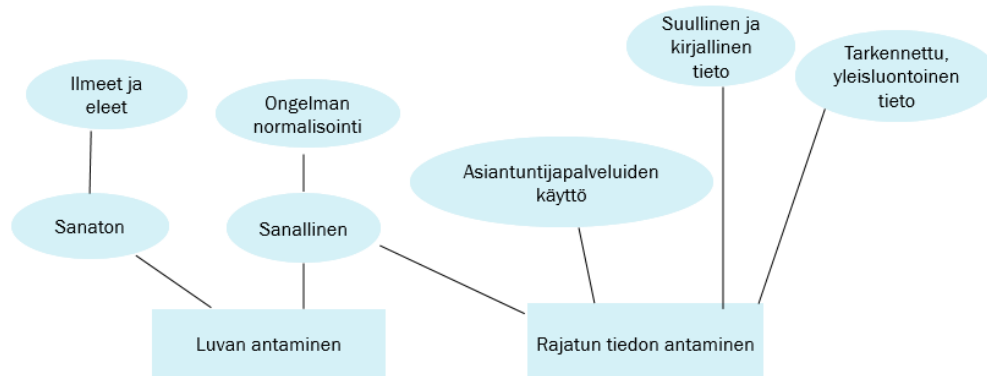 Suullinen ja
kirjallinen
tieto
Tarkennettu,
yleisluontoinen
tieto
Ilmeet ja
eleet
Ongelman
normalisointi
Asiantuntijapalveluiden
käyttö
Sanaton
Sanallinen
Luvan antaminen
Rajatun tiedon antaminen